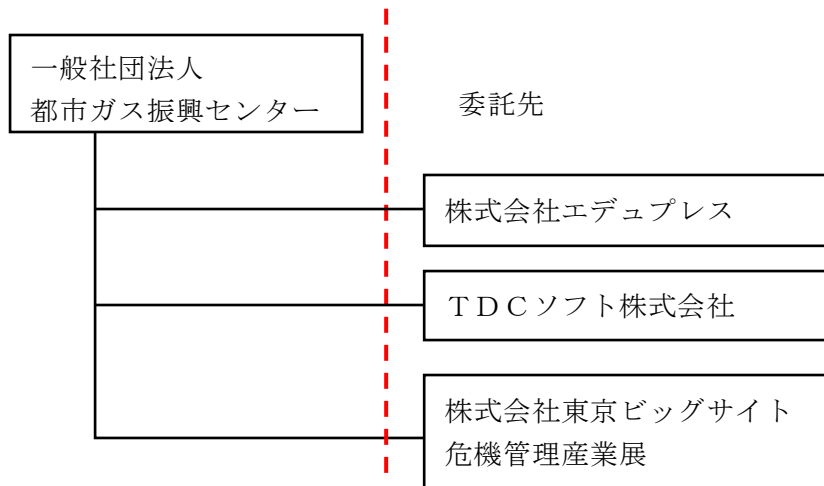 一般社団法人
都市ガス振興センター
委託先
株式会社エデュプレス
ＴＤＣソフト株式会社
株式会社東京ビッグサイト
危機管理産業展